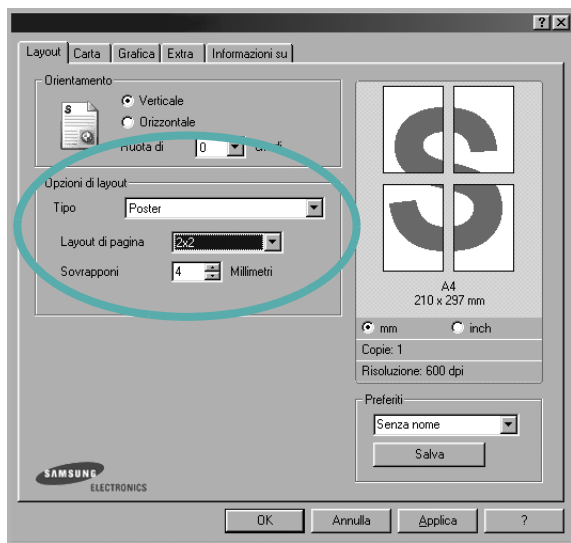 ? ×
Layout Carta Grafica Extra Informazioni su
Orientamento
S
Verticale
Orizzontale
Ruota di 0
Opzioni di layout
Tipo Poster
Layout di pagina 2x2
Sovrapponi 4 Millimetri
S
A4
210 x 297 mm
mm inch
Copie: 1
Risoluzione: 600 dpi
Preferiti
Senza nome
Salva
SAMSUNG
ELECTRONICS
OK Annulla Applica ?